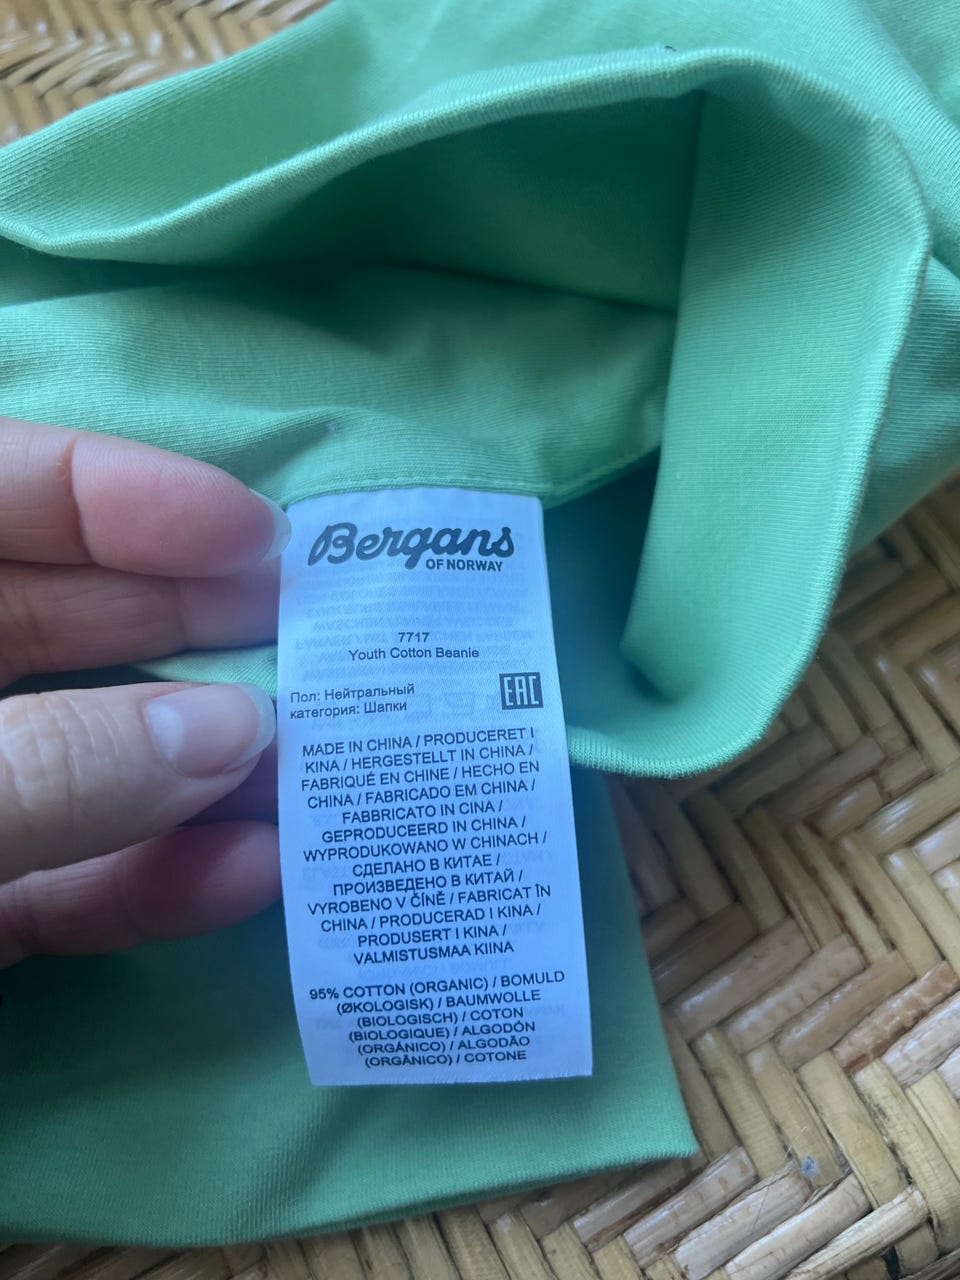 Bergans
OF NORWAY
7717
Youth Cotton Beanie
Пол: Нейтральный
категория: Шапки
EAC
MADE IN CHINA / PRODUCERET I
KINA / HERGESTELLT IN CHINA /
FABRIQUÉ EN CHINE / HECHO EN
CHINA / FABRICADO EM CHINA /
FABBRICATO IN CINA /
GEPRODUCEERD IN CHINA /
WYPRODUKOWANO W CHINACH /
СДЕЛАНО В КИТАЕ /
ПРОИЗВЕДЕНО В КИТАЙ /
VYROBENO V ČÍNĚ / FABRICAT ÎN
CHINA / PRODUCERAD I KINA /
PRODUSERT I KINA /
VALMISTUSMAA KIINA
95% COTTON (ORGANIC) / BOMULD
(ØKOLOGISK) / BAUMWOLLE
(BIOLOGISCH) / COTON
(BIOLOGIQUE) / ALGODÓN
(ORGÁNICO) / ALGODÃO
(ORGÂNICO) / COTONE